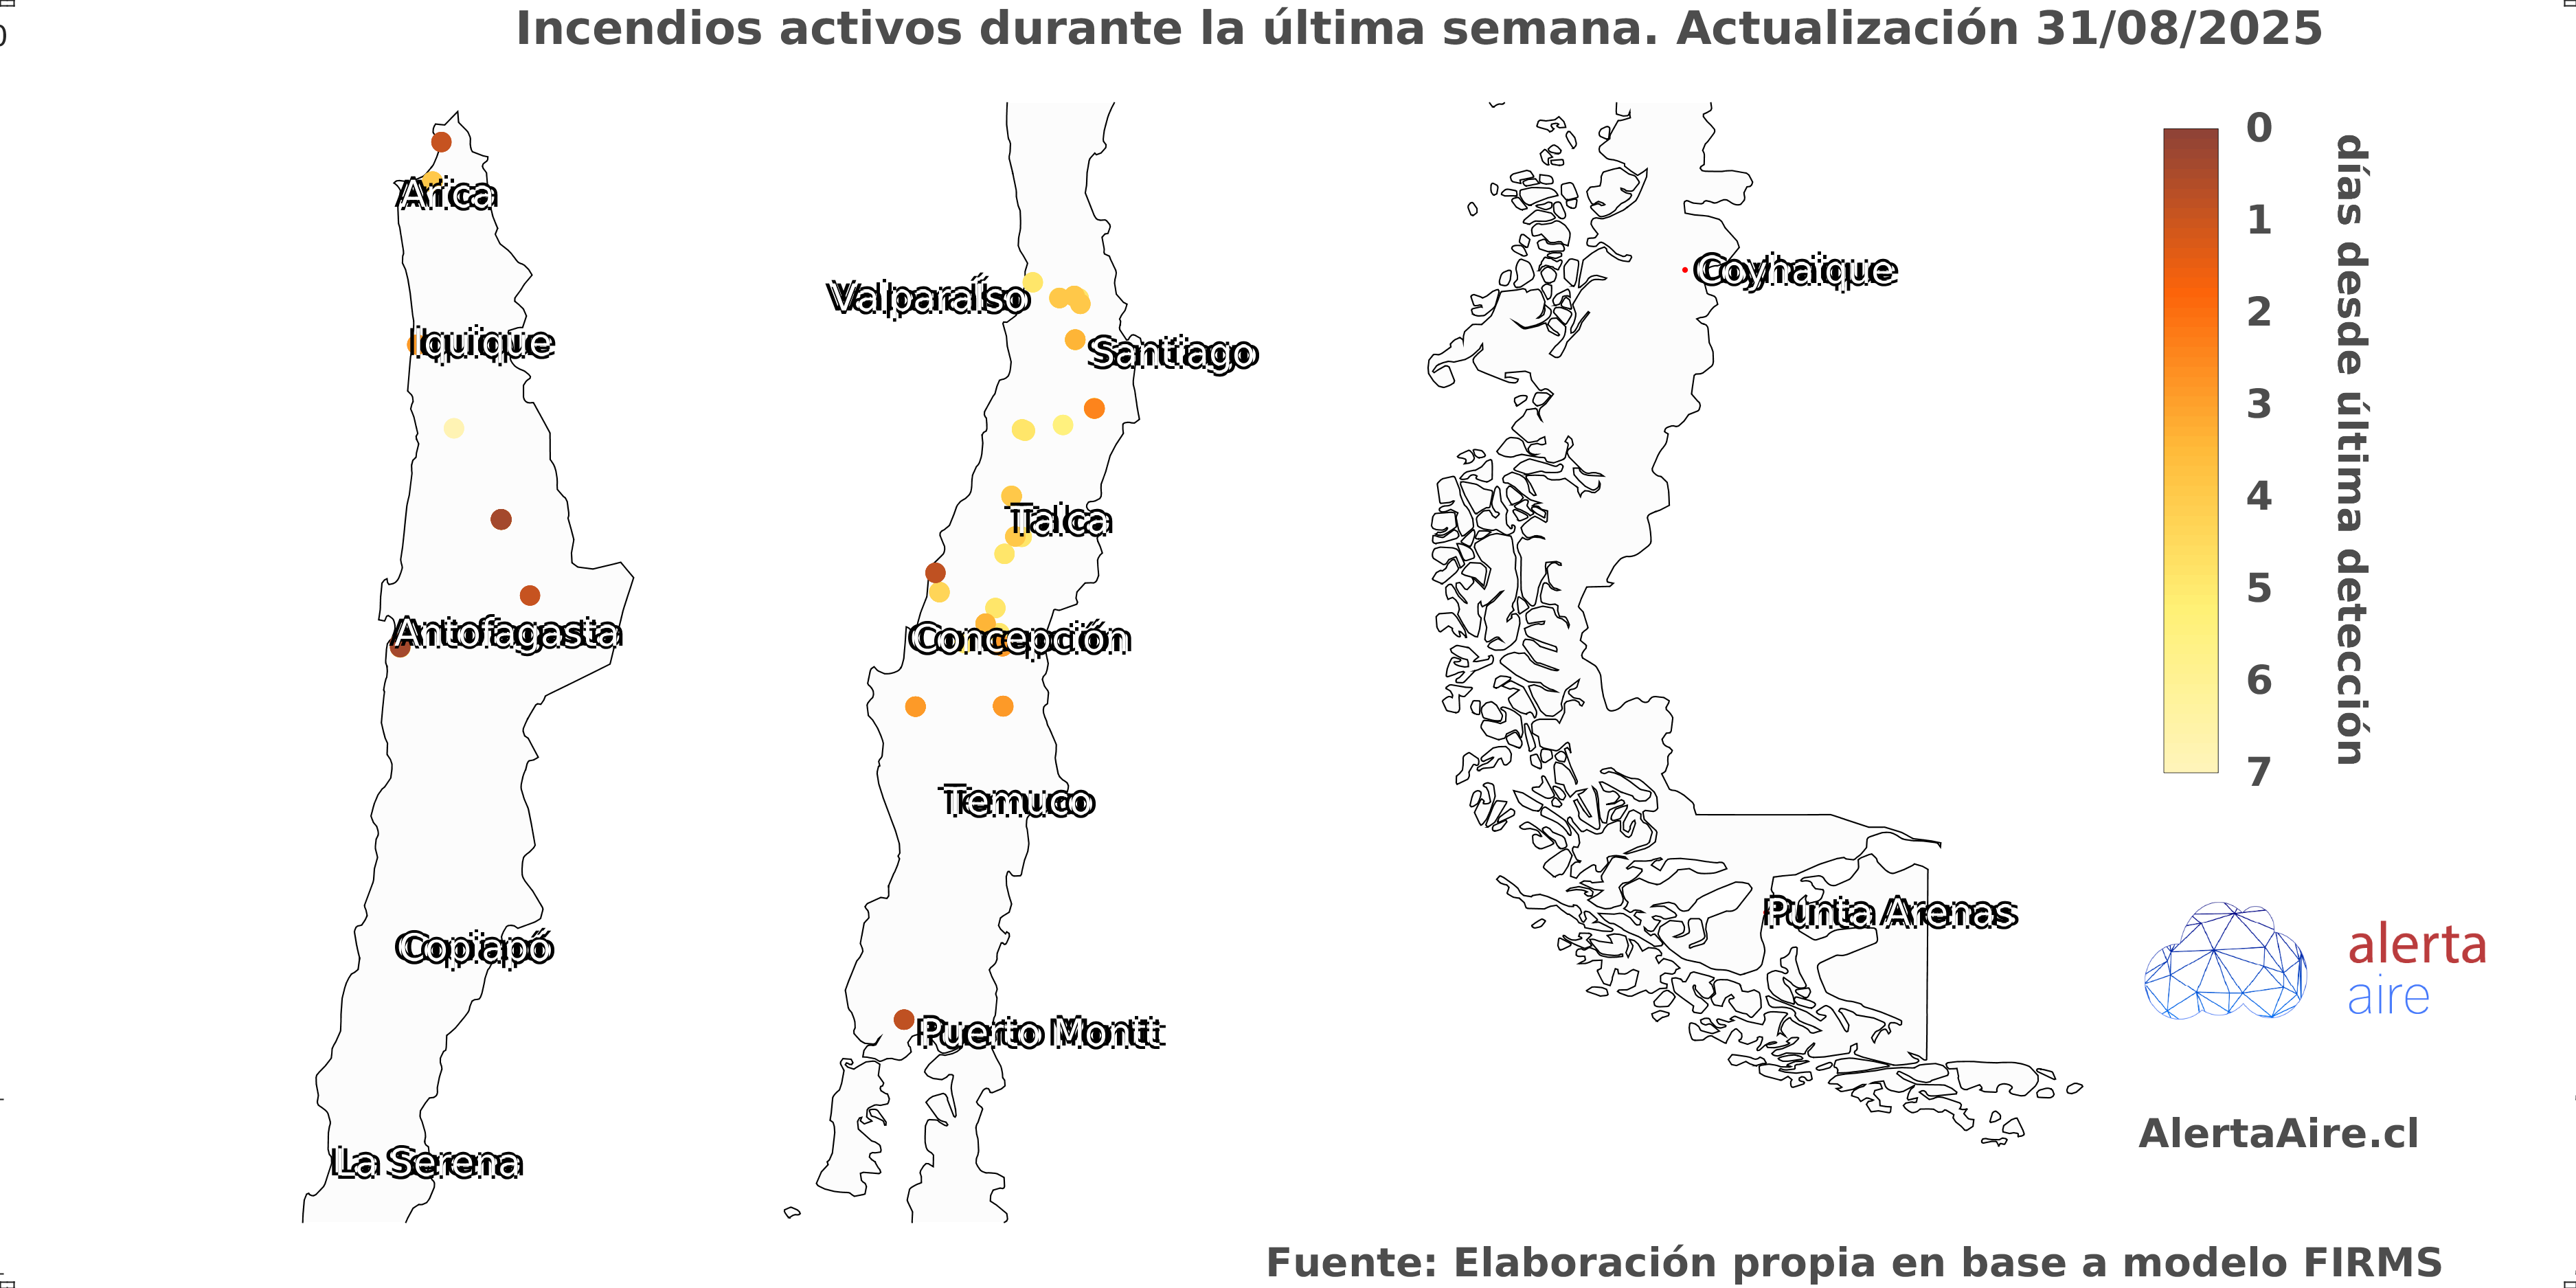 Incendios activos durante la última semana. Actualización 31/08/2025
Arica
Iquique
Antofagasta
Copiapó
La Serena
Valparaíso
Santiago
Talca
Concepción
Temuco
Puerto Montt
Coyhaique
Punta Arenas
0
1
2
3
4
5
6
7
días desde última detección
alerta
aire
AlertaAire.cl
Fuente: Elaboración propia en base a modelo FIRMS